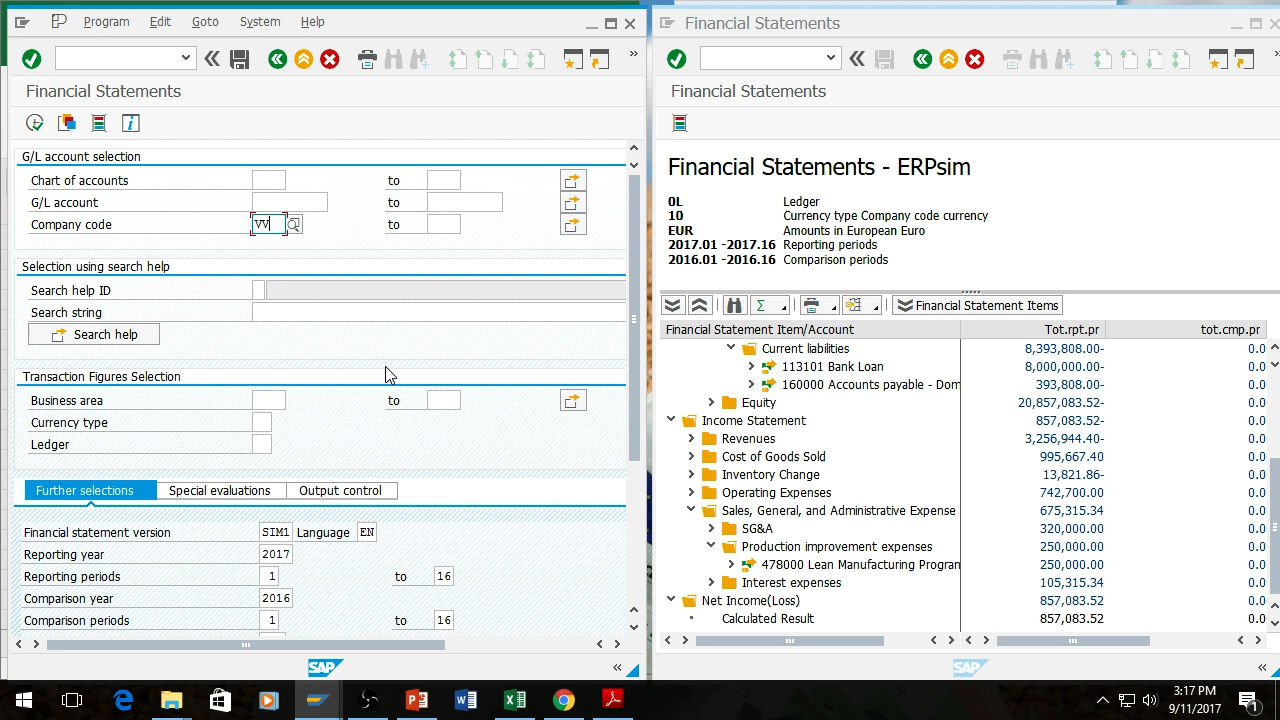 Program Edit Goto System Help
Financial Statements
G/L account selection
Chart of accounts to
G/L account to
Company code VV to
Selection using search help
Search help ID
Search string
Search help
Transaction Figures Selection
Business area to
Currency type
Ledger
Further selections Special evaluations Output control
Financial statement version SIM1 Language EN
Reporting year 2017
Reporting periods 1 to 16
Comparison year 2016
Comparison periods 1 to 16
SAP
Financial Statements
Financial Statements
Financial Statements - ERPsim
0L Ledger
10 Currency type Company code currency
EUR Amounts in European Euro
2017.01 -2017.16 Reporting periods
2016.01 -2016.16 Comparison periods
Financial Statement Items
Financial Statement Item/Account Tot.rpt.pr tot.cmp.pr
Current liabilities 8,393,808.00- 0.0
113101 Bank Loan 8,000,000.00- 0.0
160000 Accounts payable - Dom 393,808.00- 0.0
Equity 20,857,083.52- 0.0
Income Statement 857,083.52 0.0
Revenues 3,256,944.40- 0.0
Cost of Goods Sold 995,667.40 0.0
Inventory Change 13,821.86- 0.0
Operating Expenses 742,700.00 0.0
Sales, General, and Administrative Expense 675,315.34 0.0
SG&A 320,000.00 0.0
Production improvement expenses 250,000.00 0.0
478000 Lean Manufacturing Progran 250,000.00 0.0
Interest expenses 105,315.34 0.0
Net Income(Loss) 857,083.52 0.0
Calculated Result 857,083.52 0.0
SAP
3:17 PM
9/11/2017